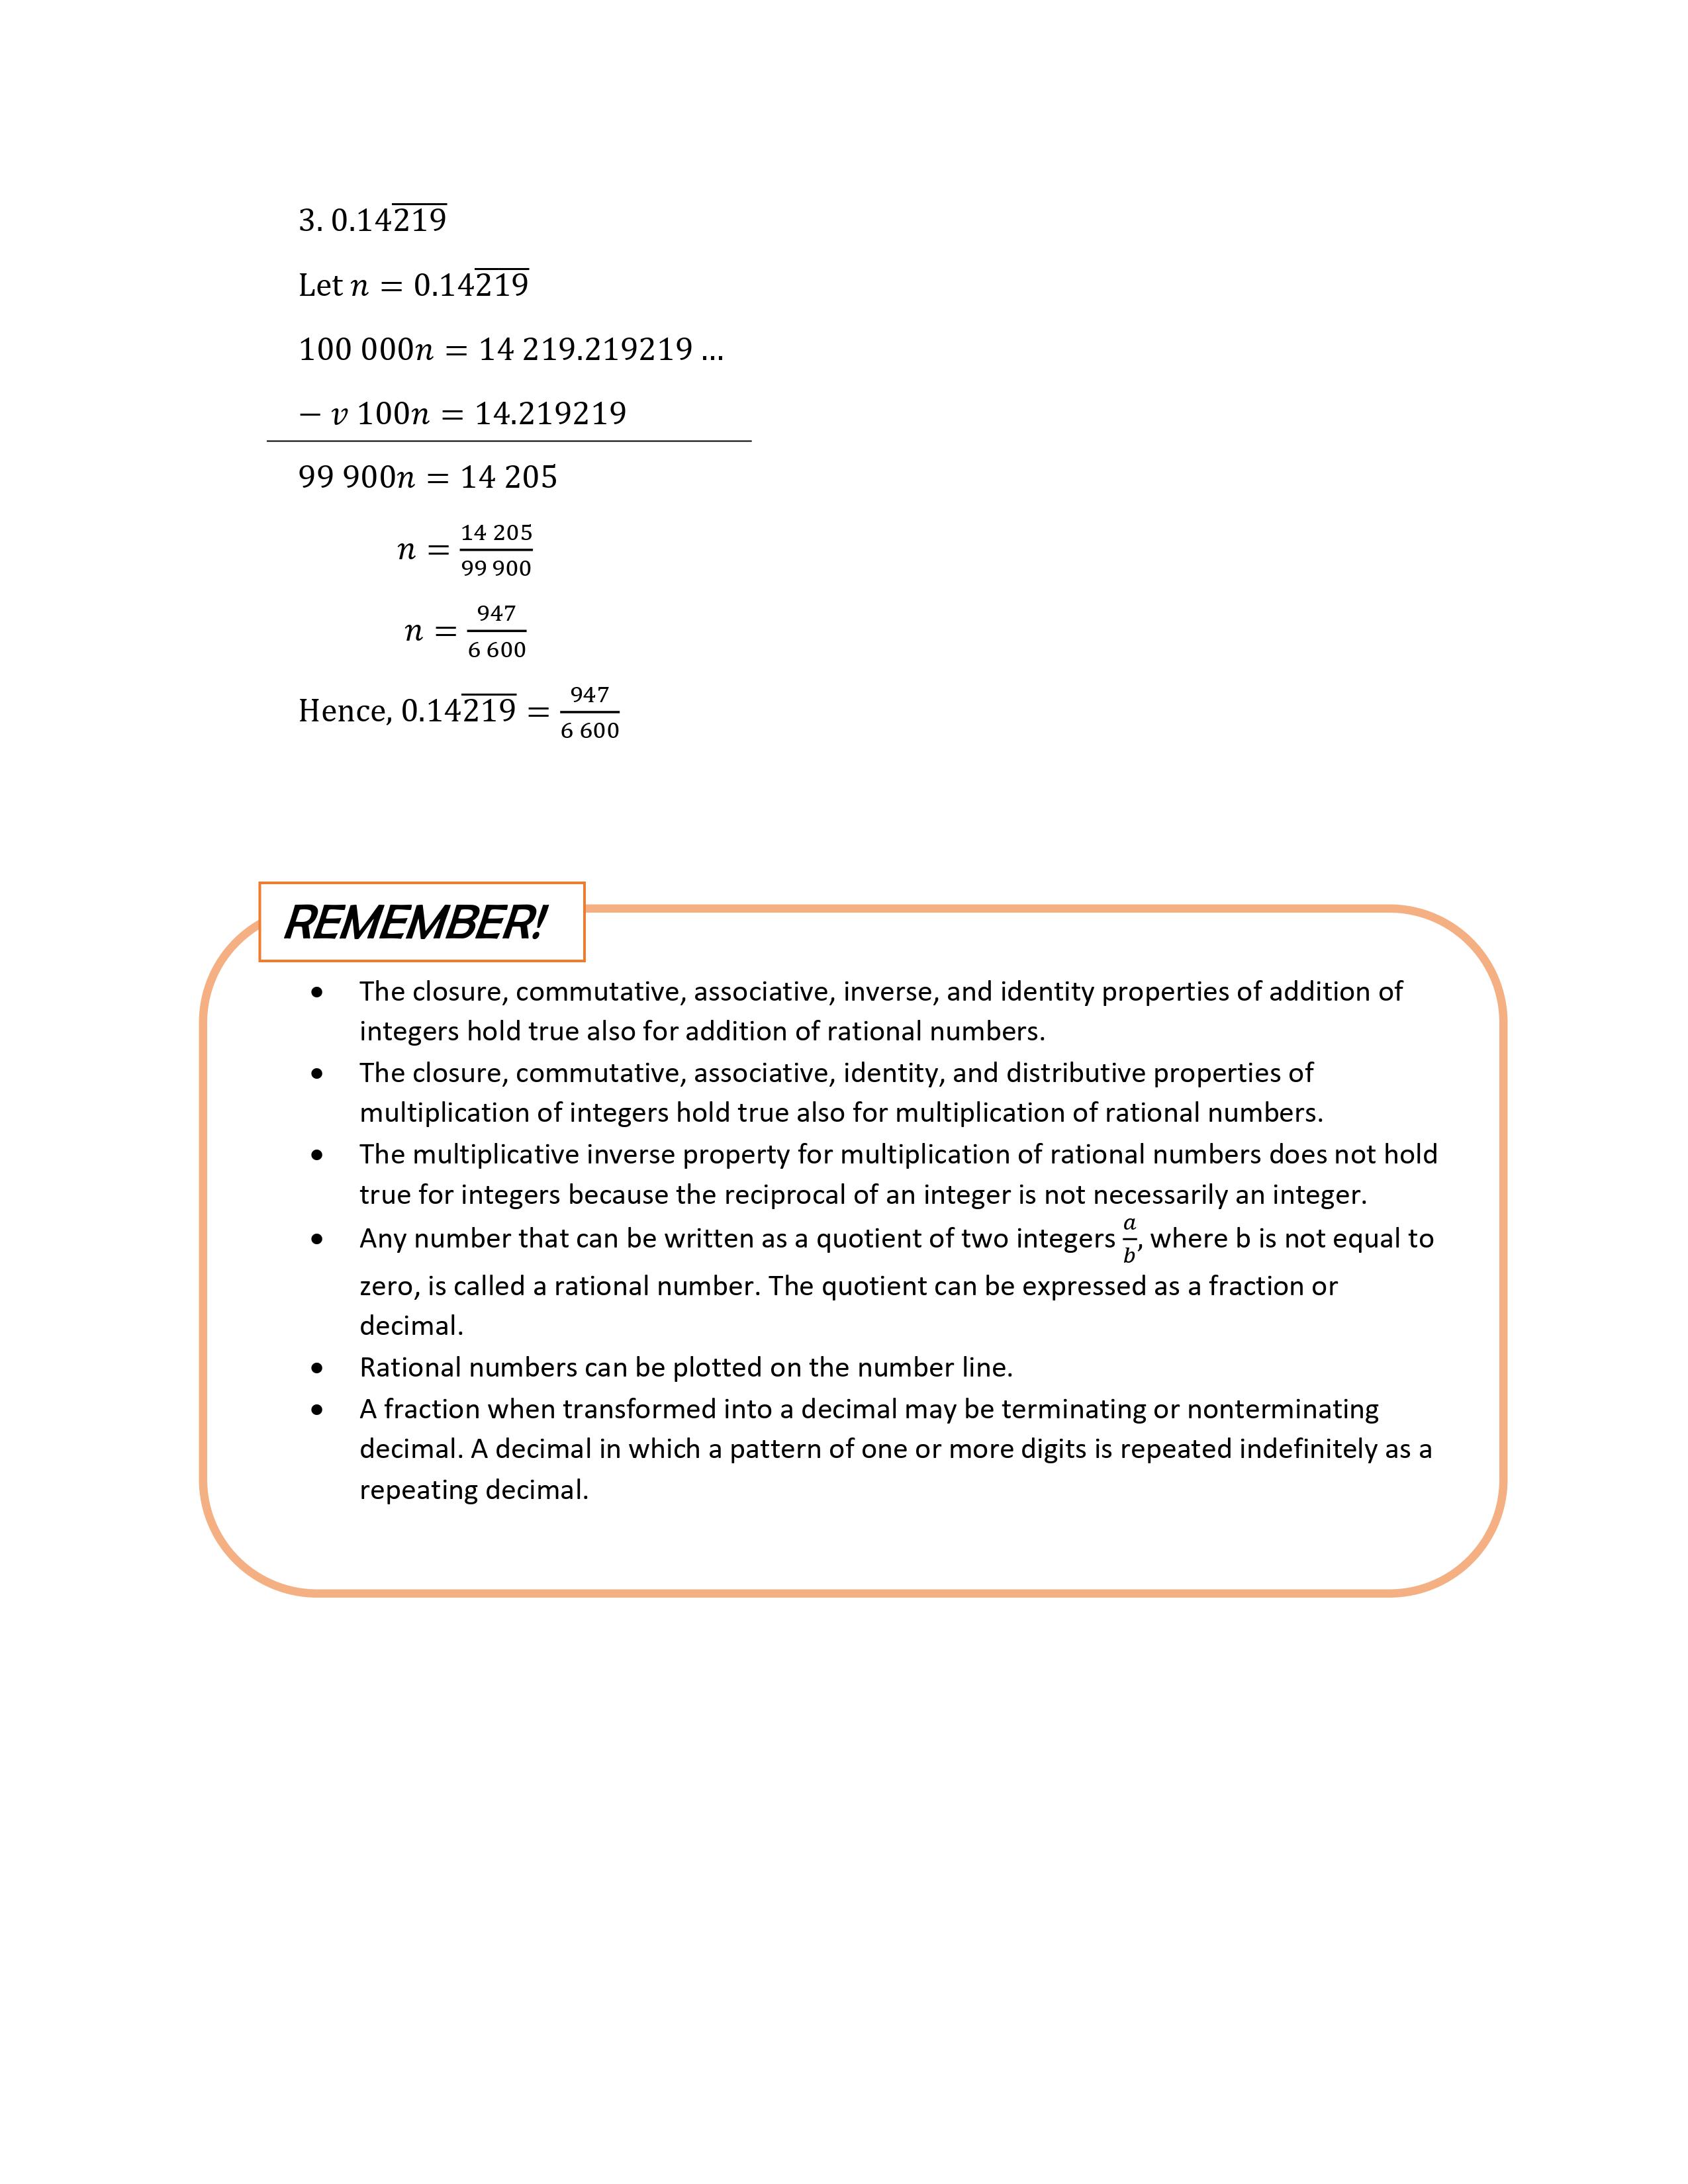 3. 0.14\overline{219}
Let n = 0.14\overline{219}
100 000n = 14 219.219219 ...
− v 100n = 14.219219
99 900n = 14 205
n = \frac{14 205}{99 900}
n = \frac{947}{6 600}
Hence, 0.14\overline{219} = \frac{947}{6 600}
REMEMBER!
• The closure, commutative, associative, inverse, and identity properties of addition of
integers hold true also for addition of rational numbers.
• The closure, commutative, associative, identity, and distributive properties of
multiplication of integers hold true also for multiplication of rational numbers.
• The multiplicative inverse property for multiplication of rational numbers does not hold
true for integers because the reciprocal of an integer is not necessarily an integer.
• Any number that can be written as a quotient of two integers \frac{a}{b}, where b is not equal to
zero, is called a rational number. The quotient can be expressed as a fraction or
decimal.
• Rational numbers can be plotted on the number line.
• A fraction when transformed into a decimal may be terminating or nonterminating
decimal. A decimal in which a pattern of one or more digits is repeated indefinitely as a
repeating decimal.